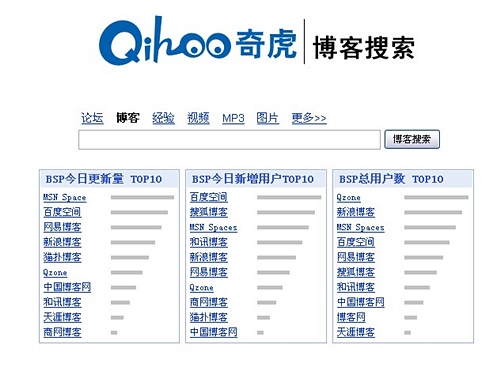 Qihoo奇虎 博客搜索
论坛 博客 经验 视频 MP3 图片 更多>>
博客搜索
BSP今日更新量 TOP10
MSN Space
百度空间
网易博客
新浪博客
猫扑博客
Qzone
中国博客网
和讯博客
天涯博客
商网博客
BSP今日新增用户TOP10
百度空间
搜狐博客
MSN Spaces
和讯博客
新浪博客
网易博客
Qzone
商网博客
猫扑博客
中国博客网
BSP总用户数 TOP10
Qzone
新浪博客
MSN Spaces
百度空间
网易博客
搜狐博客
和讯博客
中国博客网
博客网
天涯博客